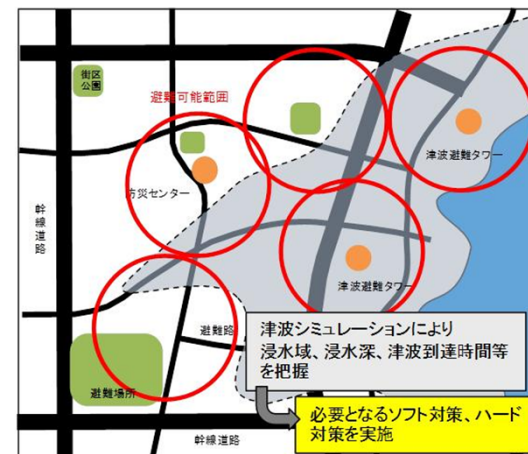 街区
公園
避難可能範囲
津波避難タワー
防災センター
幹線道路
津波避難タワー
避難路
津波シミュレーションにより
浸水域、浸水深、津波到達時間等
を把握
避難場所
必要となるソフト対策、ハード
対策を実施
幹線道路